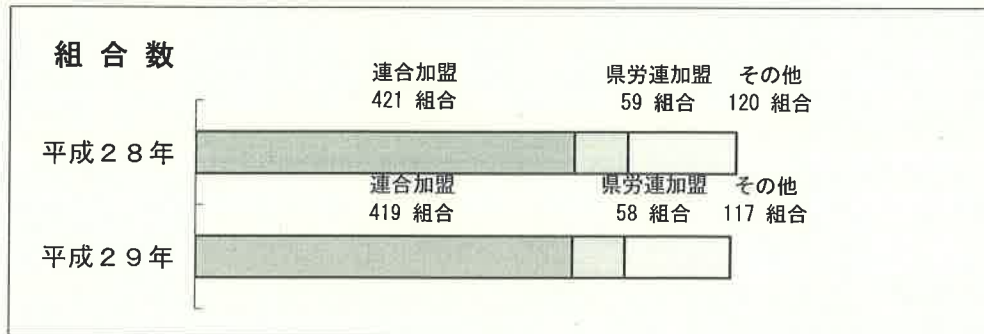 組合数
連合加盟 県労連加盟 その他
421 組合 59 組合 120 組合
平成２８年
連合加盟 県労連加盟 その他
419 組合 58 組合 117 組合
平成２９年